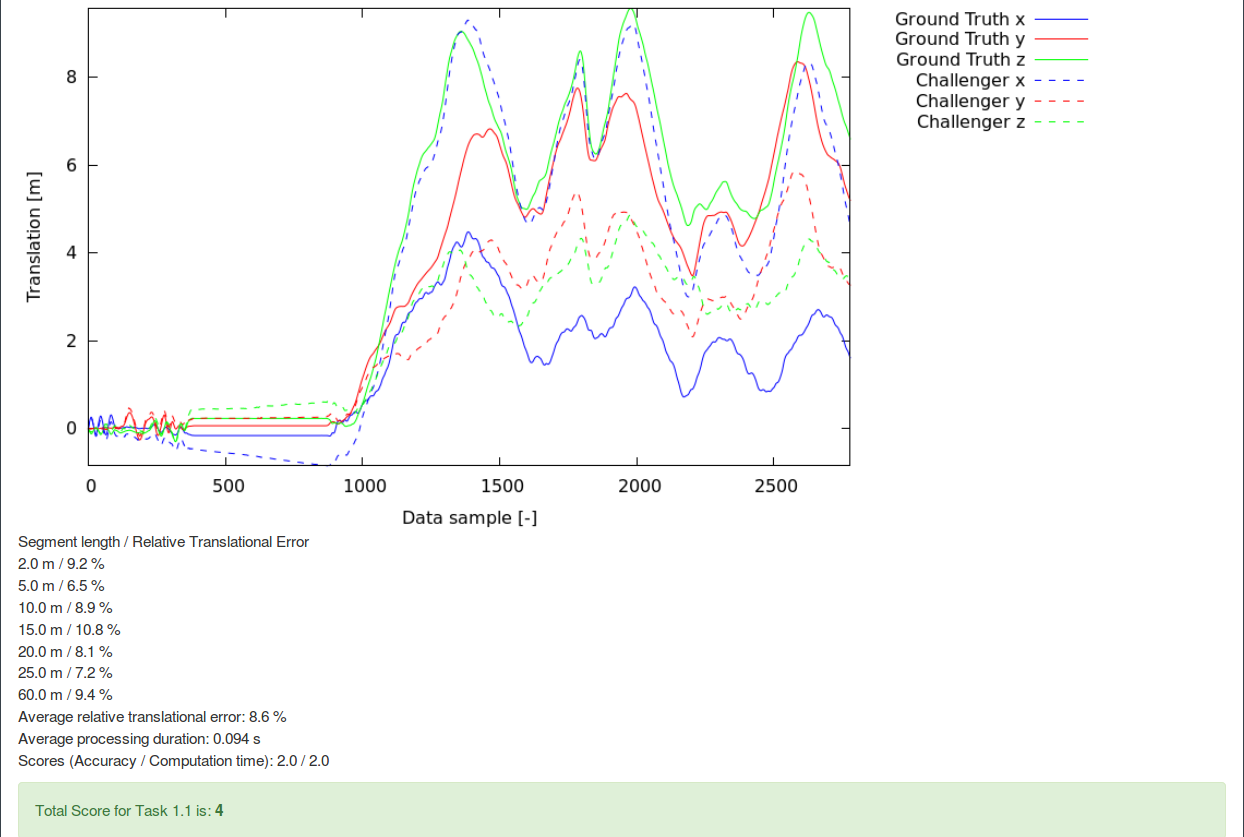 Ground Truth x
Ground Truth y
Ground Truth z
Challenger x
Challenger y
Challenger z
8
6
4
2
0
Translation [m]
0 500 1000 1500 2000 2500
Data sample [-]
Segment length / Relative Translational Error
2.0 m / 9.2 %
5.0 m / 6.5 %
10.0 m / 8.9 %
15.0 m / 10.8 %
20.0 m / 8.1 %
25.0 m / 7.2 %
60.0 m / 9.4 %
Average relative translational error: 8.6 %
Average processing duration: 0.094 s
Scores (Accuracy / Computation time): 2.0 / 2.0
Total Score for Task 1.1 is: 4